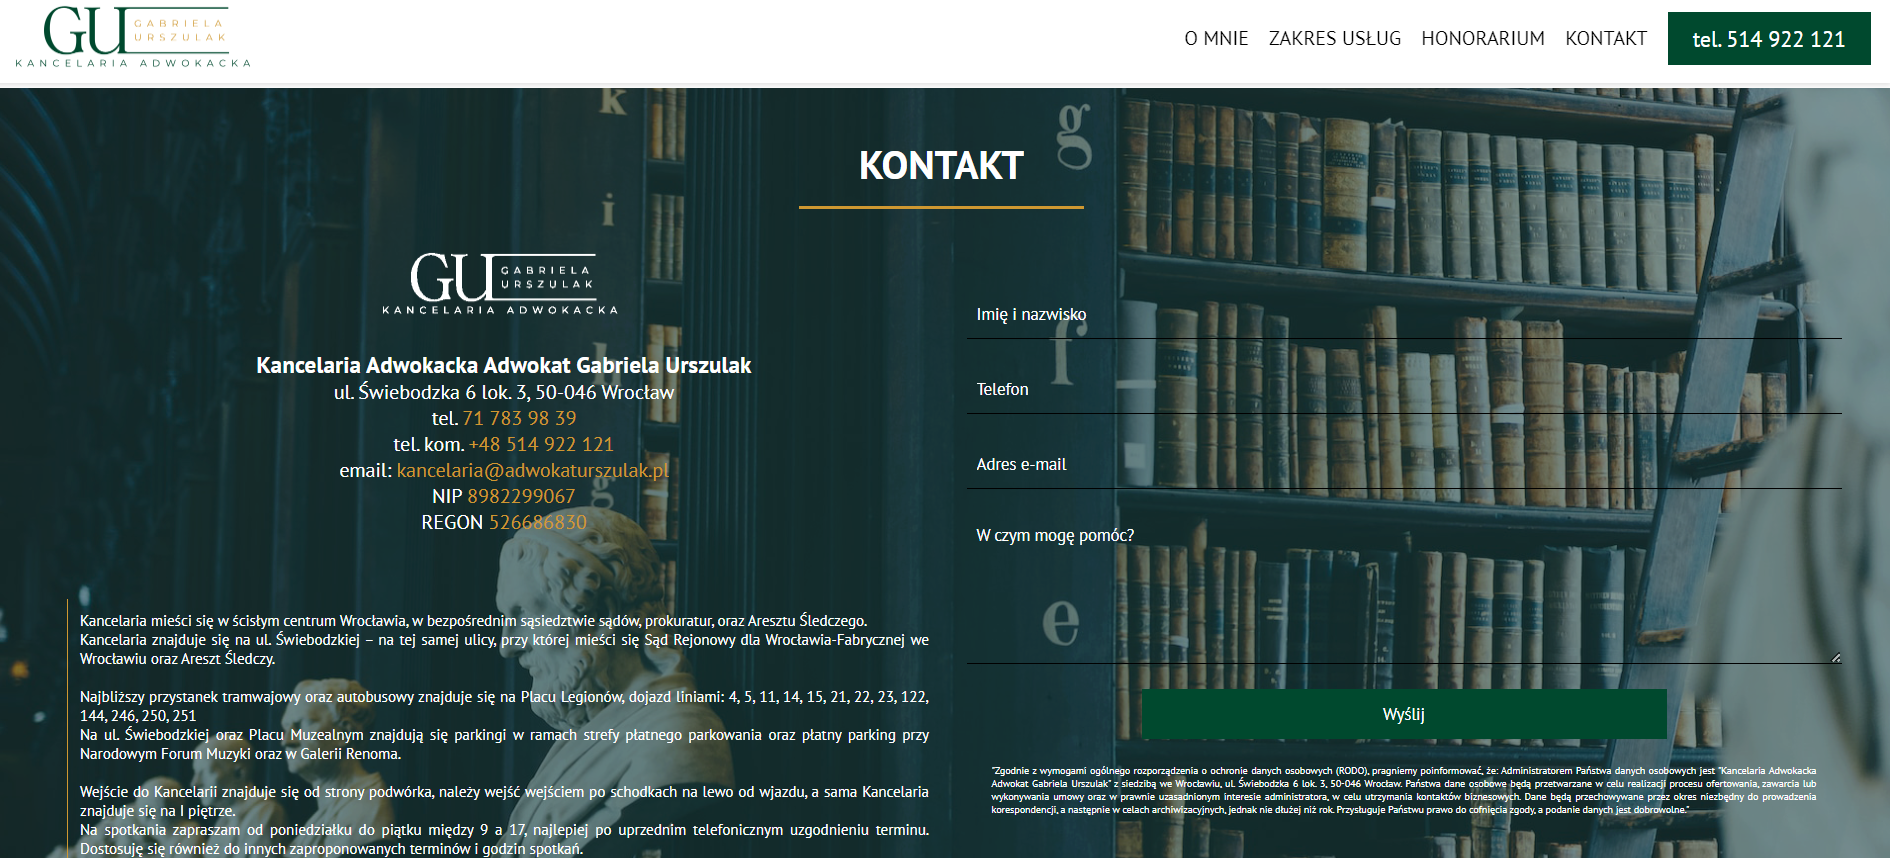 GU GABRIELA
URSZULAK
KANCELARIA ADWOKACKA
O MNIE ZAKRES USŁUG HONORARIUM KONTAKT tel. 514 922 121
KONTAKT
GU GABRIELA
URSZULAK
KANCELARIA ADWOKACKA
Kancelaria Adwokacka Adwokat Gabriela Urszulak
ul. Świebodzka 6 lok. 3, 50-046 Wrocław
tel. 71 783 98 39
tel. kom. +48 514 922 121
email: kancelaria@adwokaturszulak.pl
NIP 8982299067
REGON 526686830
Kancelaria mieści się w ścisłym centrum Wrocławia, w bezpośrednim sąsiedztwie sądów, prokuratur, oraz Aresztu Śledczego.
Kancelaria znajduje się na ul. Świebodzkiej – na tej samej ulicy, przy której mieści się Sąd Rejonowy dla Wrocławia-Fabrycznej we
Wrocławiu oraz Areszt Śledczy.
Najbliższy przystanek tramwajowy oraz autobusowy znajduje się na Placu Legionów, dojazd liniami: 4, 5, 11, 14, 15, 21, 22, 23, 122,
144, 246, 250, 251
Na ul. Świebodzkiej oraz Placu Muzealnym znajdują się parkingi w ramach strefy płatnego parkowania oraz płatny parking przy
Narodowym Forum Muzyki oraz w Galerii Renoma.
Wejście do Kancelarii znajduje się od strony podwórka, należy wejść wejściem po schodkach na lewo od wjazdu, a sama Kancelaria
znajduje się na I piętrze.
Na spotkania zapraszam od poniedziałku do piątku między 9 a 17, najlepiej po uprzednim telefonicznym uzgodnieniu terminu.
Dostosuję się również do innych zaproponowanych terminów i godzin spotkań.
Imię i nazwisko
Telefon
Adres e-mail
W czym mogę pomóc?
Wyślij
"Zgodnie z wymogami ogólnego rozporządzenia o ochronie danych osobowych (RODO), pragniemy poinformować, że: Administratorem Państwa danych osobowych jest "Kancelaria Adwokacka
Adwokat Gabriela Urszulak" z siedzibą we Wrocławiu, ul. Świebodzka 6 lok. 3, 50-046 Wrocław. Państwa dane osobowe będą przetwarzane w celu realizacji procesu ofertowania, zawarcia lub
wykonywania umowy oraz w prawnie uzasadnionym interesie administratora, w celu utrzymania kontaktów biznesowych. Dane będą przechowywane przez okres niezbędny do prowadzenia
korespondencji, a następnie w celach archiwizacyjnych, jednak nie dłużej niż rok. Przysługuje Państwu prawo do cofnięcia zgody, a podanie danych jest dobrowolne."
k
i
h
g
g
f
e